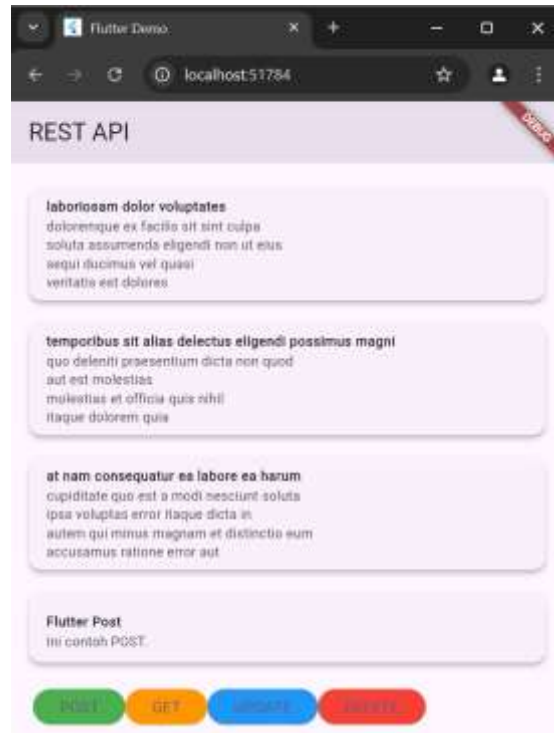 Flutter Demo
localhost:51784
REST API
DEBUG
laboriosam dolor voluptates
doloremque ex facilis sit sint culpa
soluta assumenda eligendi non ut eius
sequi ducimus vel quasi
veritatis est dolores
temporibus sit alias delectus eligendi possimus magni
quo deleniti praesentium dicta non quod
aut est molestias
molestias et officia quis nihil
itaque dolorem quia
at nam consequatur ea labore ea harum
cupiditate quo est a modi nesciunt soluta
ipsa voluptas error itaque dicta in
autem qui minus magnam et distinctio eum
accusamus ratione error aut
Flutter Post
Ini contoh POST.
POST GET UPDATE DELETE